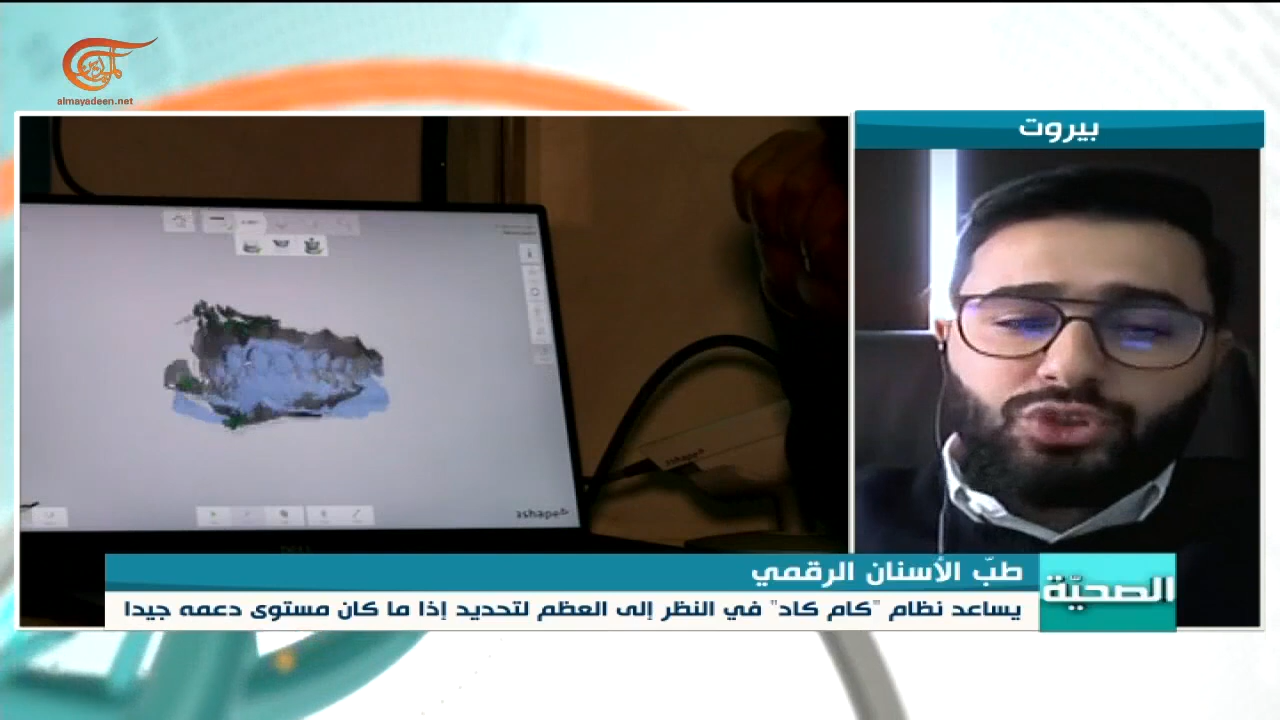 almayadeen.net
بيروت
3shape
3shape
طبّ الأسنان الرقمي
الصحيّة
يساعد نظام "كام كاد" في النظر إلى العظم لتحديد إذا ما كان مستوى دعمه جيدا